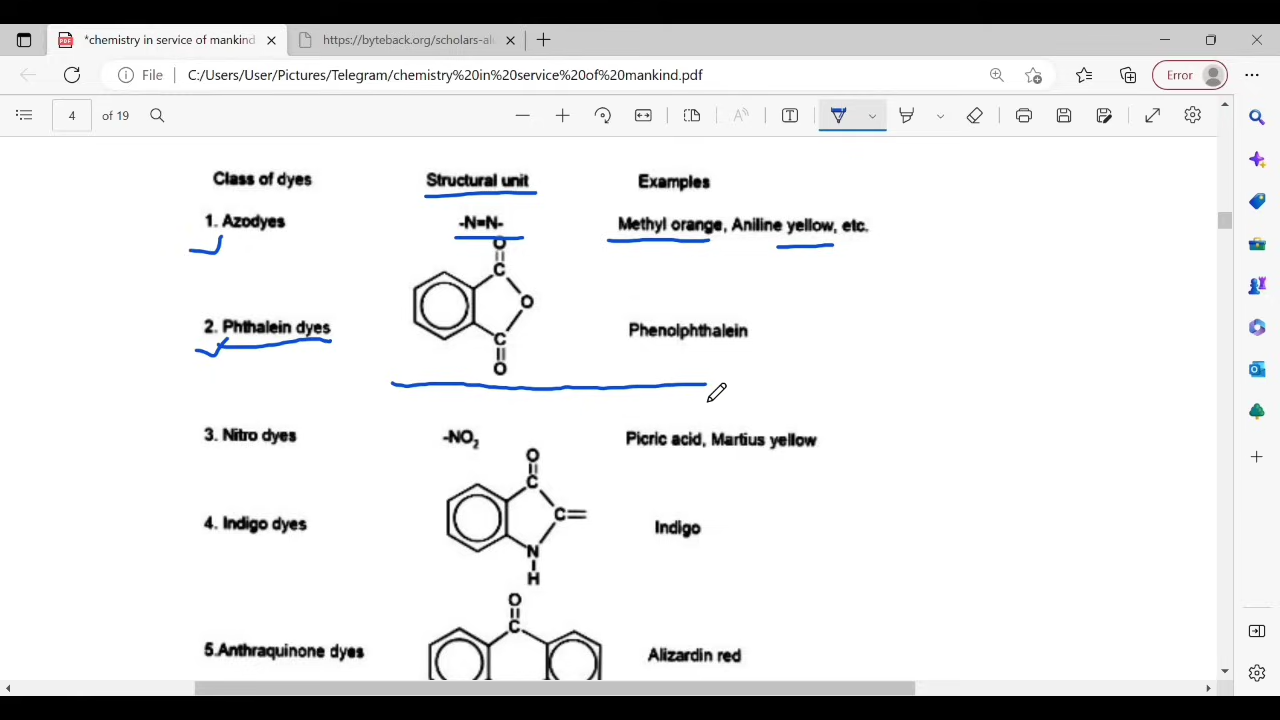 *chemistry in service of mankind
https://byteback.org/scholars-al
File
C:/Users/User/Pictures/Telegram/chemistry%20in%20service%20of%20mankind.pdf
Error
4 of 19
Class of dyes Structural unit Examples
1. Azodyes -N=N- Methyl orange, Aniline yellow, etc.
O
C
O
2. Phthalein dyes Phenolphthalein
C
O
3. Nitro dyes -NO2 Picric acid, Martius yellow
O
C
4. Indigo dyes C= Indigo
N
H
O
C
5.Anthraquinone dyes Alizardin red